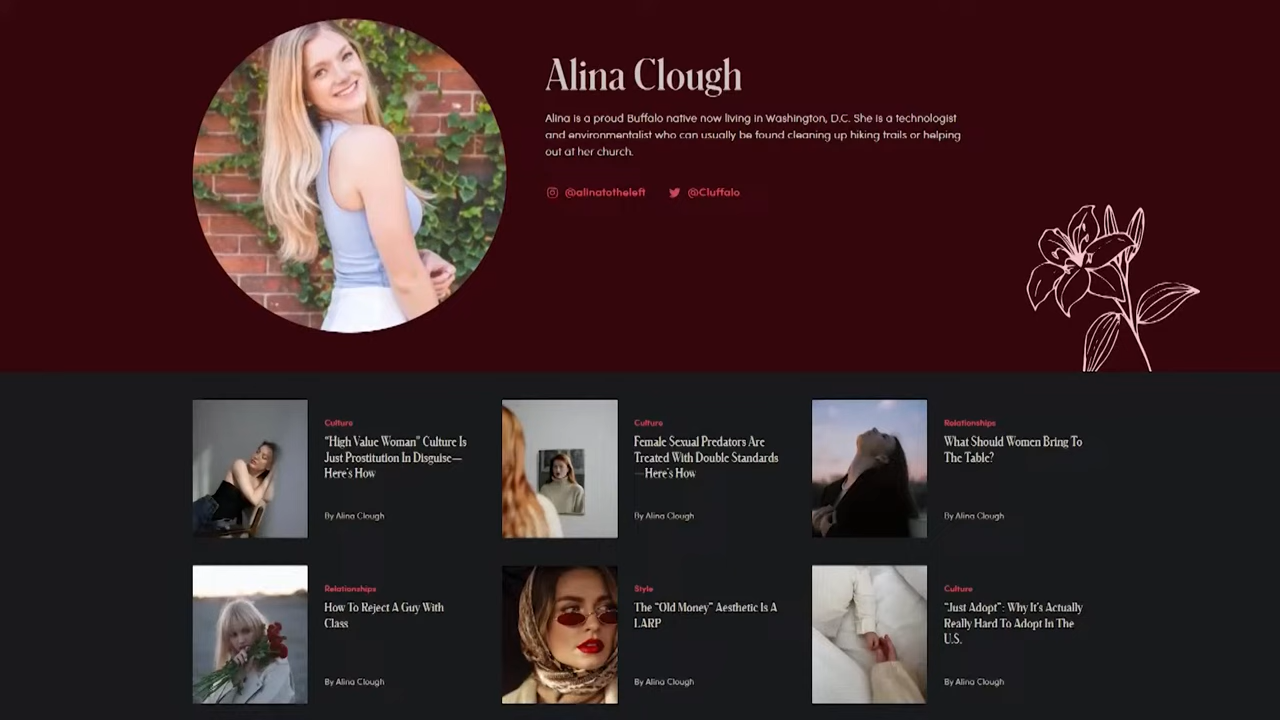 Alina Clough
Alina is a proud Buffalo native now living in Washington, D.C. She is a technologist
and environmentalist who can usually be found cleaning up hiking trails or helping
out at her church.
@alinatotheleft @Cluffalo
Culture
"High Value Woman" Culture Is
Just Prostitution In Disguise—
Here's How
By Alina Clough
Culture
Female Sexual Predators Are
Treated With Double Standards
—Here's How
By Alina Clough
Relationships
What Should Women Bring To
The Table?
By Alina Clough
Relationships
How To Reject A Guy With
Class
By Alina Clough
Style
The "Old Money" Aesthetic Is A
LARP
By Alina Clough
Culture
"Just Adopt": Why It's Actually
Really Hard To Adopt In The
U.S.
By Alina Clough